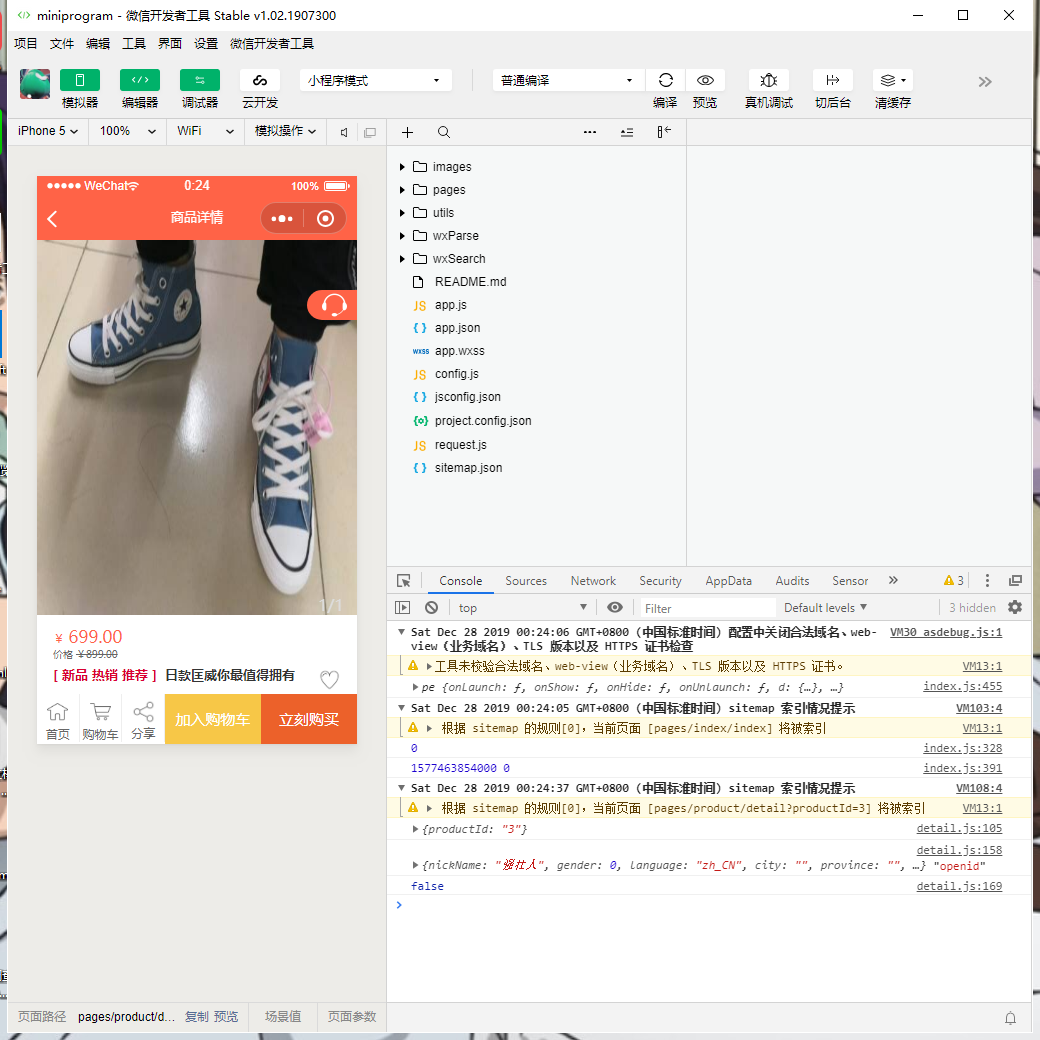 miniprogram - 微信开发者工具 Stable v1.02.1907300
项目 文件 编辑 工具 界面 设置 微信开发者工具
模拟器 编辑器 调试器 云开发 小程序模式 普通编译 编译 预览 真机调试 切后台 清缓存
iPhone 5 100% WiFi 模拟操作
WeChat 0:24 100%
商品详情
1/1
¥ 699.00
价格 ¥ 899.00
[ 新品 热销 推荐 ] 日款匡威你最值得拥有
首页 购物车 分享 加入购物车 立刻购买
images
pages
utils
wxParse
wxSearch
README.md
JS app.js
{ } app.json
wxss app.wxss
JS config.js
{ } jsconfig.json
project.config.json
JS request.js
{ } sitemap.json
Console Sources Network Security AppData Audits Sensor » 3
top Filter Default levels 3 hidden
Sat Dec 28 2019 00:24:06 GMT+0800 (中国标准时间) 配置中关闭合法域名、web- VM30 asdebug.js:1
view（业务域名）、TLS 版本以及 HTTPS 证书检查
工具未校验合法域名、web-view（业务域名）、TLS 版本以及 HTTPS 证书。 VM13:1
pe {onLaunch: ƒ, onShow: ƒ, onHide: ƒ, onUnlaunch: ƒ, d: {…}, …} index.js:455
Sat Dec 28 2019 00:24:05 GMT+0800 (中国标准时间) sitemap 索引情况提示 VM103:4
根据 sitemap 的规则[0]，当前页面 [pages/index/index] 将被索引 VM13:1
0 index.js:328
1577463854000 0 index.js:391
Sat Dec 28 2019 00:24:37 GMT+0800 (中国标准时间) sitemap 索引情况提示 VM108:4
根据 sitemap 的规则[0]，当前页面 [pages/product/detail?productId=3] 将被索引 VM13:1
{productId: "3"} detail.js:105
detail.js:158
{nickName: "强壮人", gender: 0, language: "zh_CN", city: "", province: "", …} "openid"
false detail.js:169
页面路径 pages/product/d... 复制 预览 场景值 页面参数